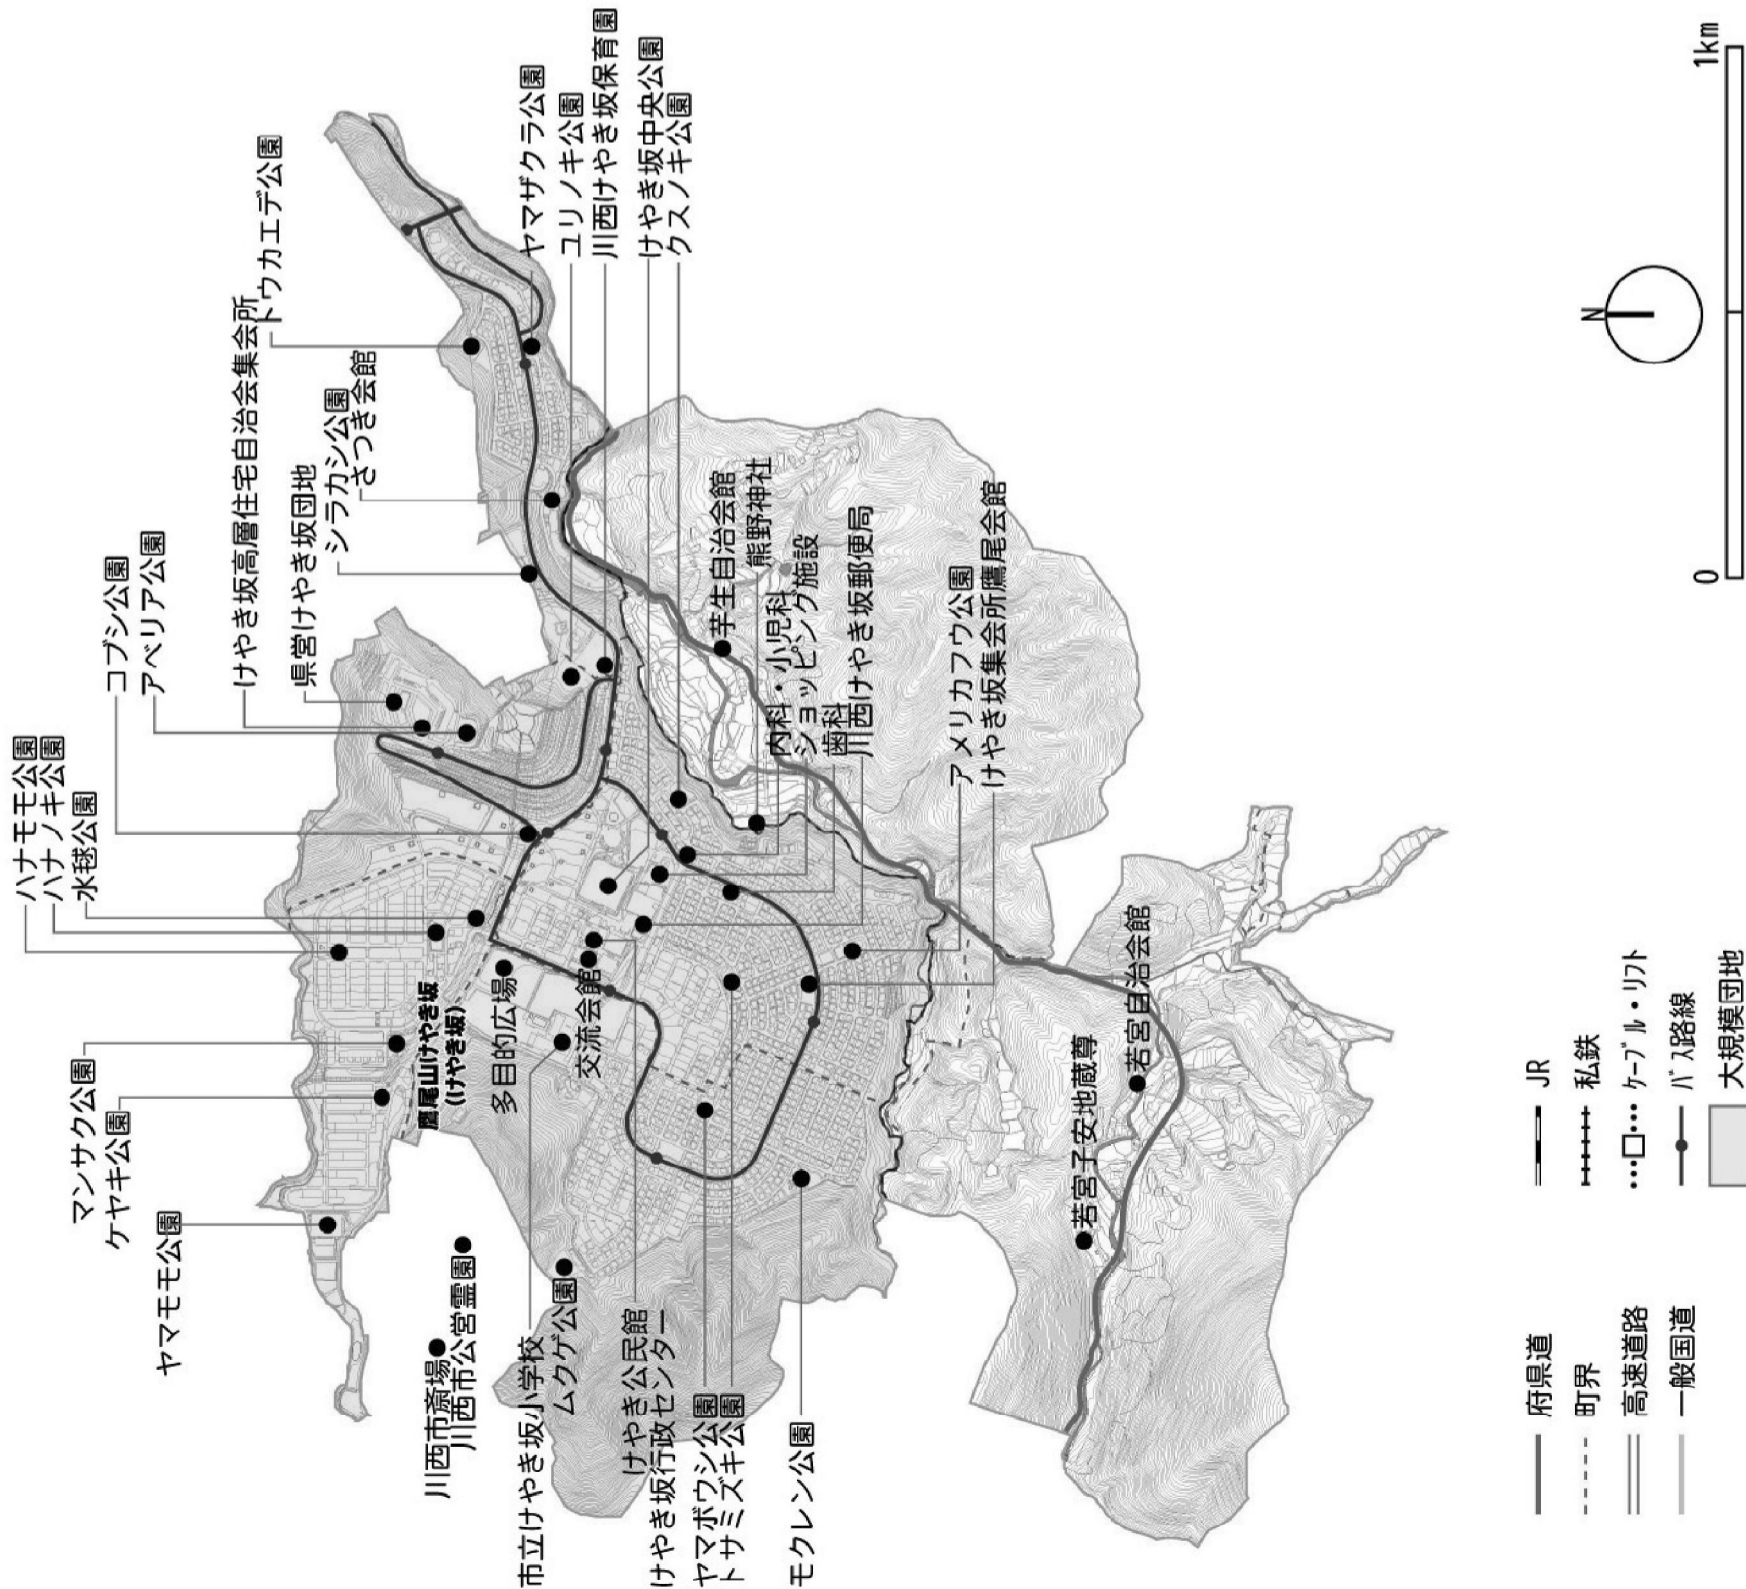 ハナモモ公園
ハナノキ公園
水毬公園
コブシ公園
アベリア公園
けやき坂高層住宅自治会集会所
トウカエデ公園
県営けやき坂団地
シラカシ公園
さつき会館
ヤマザクラ公園
ユリノキ公園
川西けやき坂保育園
けやき坂中央公園
クスノキ公園
マンサク公園
ケヤキ公園
ヤマモモ公園
鷹尾山けやき坂
(けやき坂)
多目的広場
交流会館
川西市斎場
川西市公営霊園
市立けやき坂小学校
ムクゲ公園
けやき公民館
けやき坂行政センター
ヤマボウシ公園
トサミズキ公園
モクレン公園
芋生自治会館
熊野神社
内科・小児科
ショッピング施設
歯科
川西けやき坂郵便局
アメリカフウ公園
けやき坂集会所鷹尾会館
若宮自治会館
若宮子安地蔵尊
N
0
1km
府県道
町界
高速道路
一般国道
JR
私鉄
ケーブル・リフト
バス路線
大規模団地